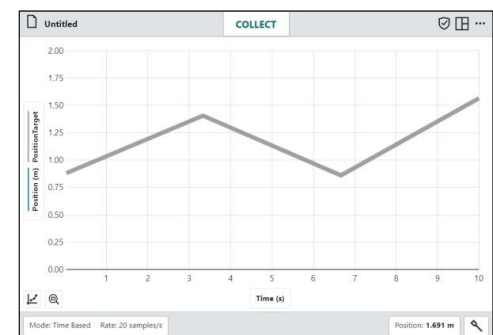 Untitled
COLLECT
2.00
1.75
1.50
1.25
1.00
0.75
0.50
0.25
0.00
Position (m) PositionTarget
1 2 3 4 5 6 7 8 9 10
Time (s)
Mode: Time Based Rate: 20 samples/s
Position: 1.691 m